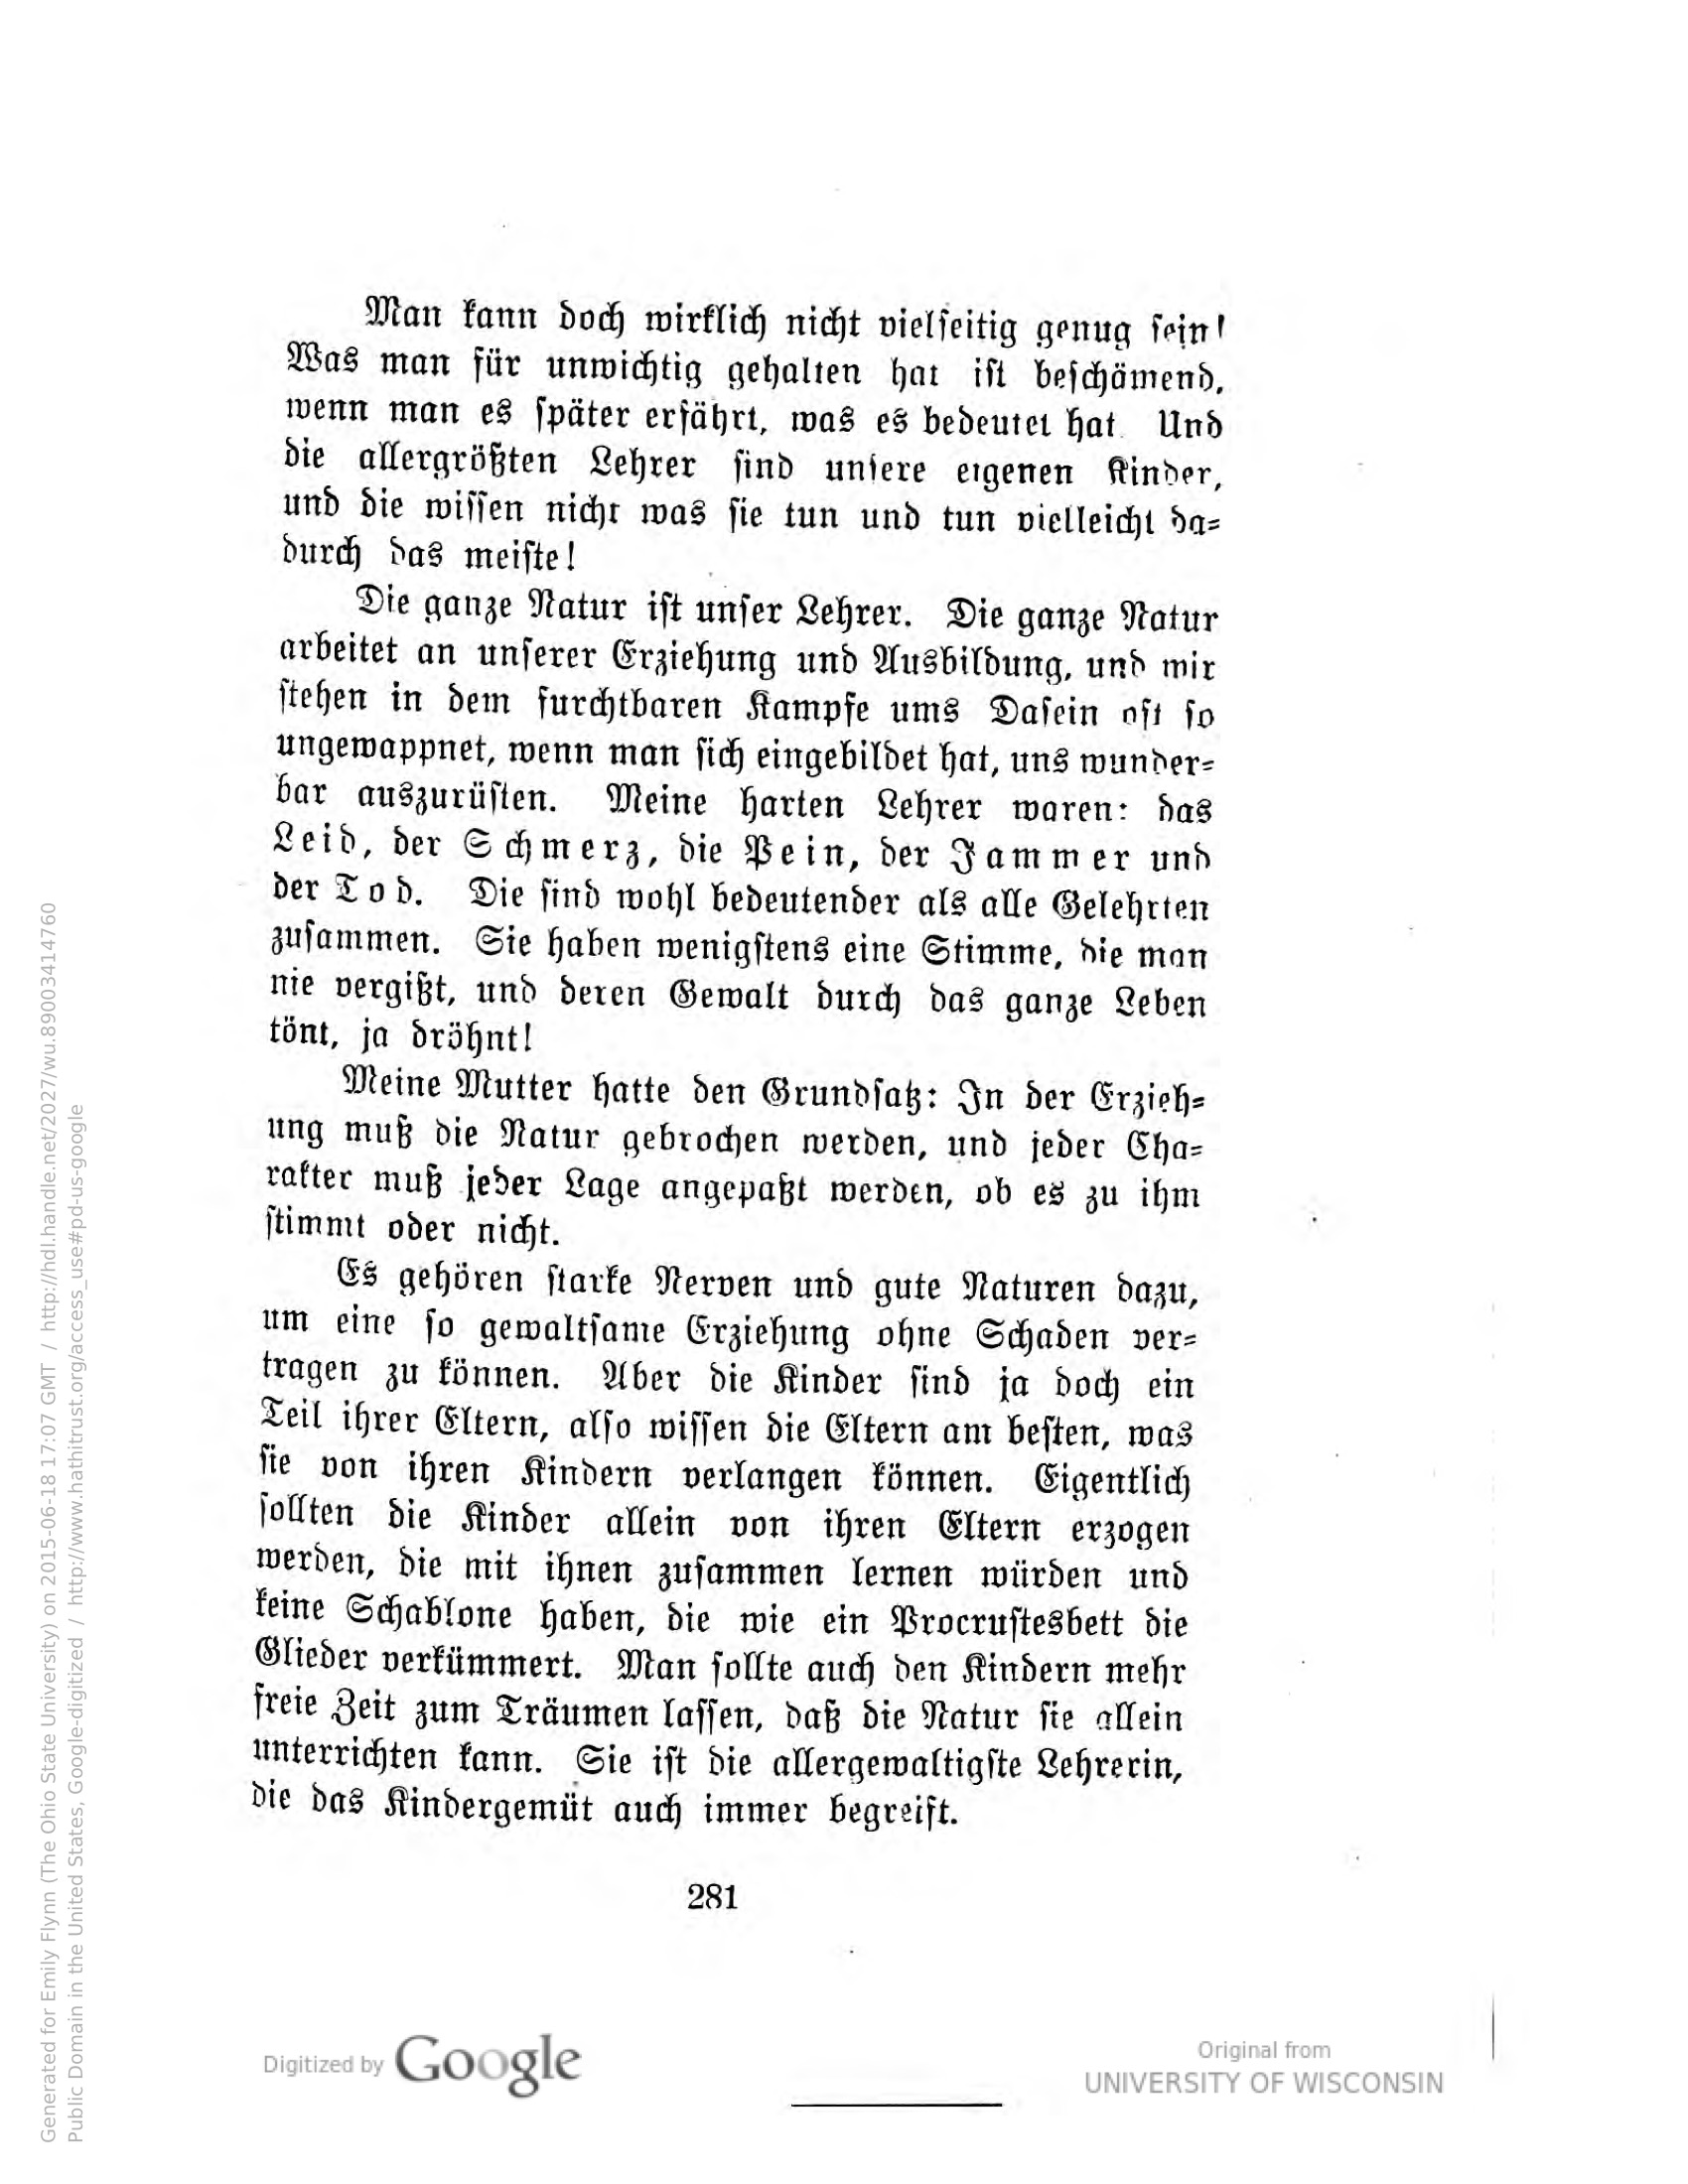 Man kann doch wirklich nicht vielseitig genug sein!
Was man für unwichtig gehalten hat ist beschämend,
wenn man es später erfährt, was es bedeutet hat. Und
die allergrößten Lehrer sind unsere eigenen Kinder,
und die wissen nicht was sie tun und tun vielleicht da-
durch das meiste!
Die ganze Natur ist unser Lehrer. Die ganze Natur
arbeitet an unserer Erziehung und Ausbildung, und wir
stehen in dem furchtbaren Kampfe ums Dasein oft so
ungewappnet, wenn man sich eingebildet hat, uns wunder-
bar auszurüsten. Meine harten Lehrer waren: das
Leid, der Schmerz, die Pein, der Jammer und
der Tod. Die sind wohl bedeutender als alle Gelehrten
zusammen. Sie haben wenigstens eine Stimme, die man
nie vergißt, und deren Gewalt durch das ganze Leben
tönt, ja dröhnt!
Meine Mutter hatte den Grundsatz: In der Erzieh-
ung muß die Natur gebrochen werden, und jeder Cha-
rakter muß jeder Lage angepaßt werden, ob es zu ihm
stimmt oder nicht.
Es gehören starke Nerven und gute Naturen dazu,
um eine so gewaltsame Erziehung ohne Schaden ver-
tragen zu können. Aber die Kinder sind ja doch ein
Teil ihrer Eltern, also wissen die Eltern am besten, was
sie von ihren Kindern verlangen können. Eigentlich
sollten die Kinder allein von ihren Eltern erzogen
werden, die mit ihnen zusammen lernen würden und
keine Schablone haben, die wie ein Procrustesbett die
Glieder verkümmert. Man sollte auch den Kindern mehr
freie Zeit zum Träumen lassen, daß die Natur sie allein
unterrichten kann. Sie ist die allergewaltigste Lehrerin,
die das Kindergemüt auch immer begreift.
281
Digitized by Google
Original from
UNIVERSITY OF WISCONSIN
Generated for Emily Flynn (The Ohio State University) on 2015-06-18 17:07 GMT / http://hdl.handle.net/2027/wu.89003414760
Public Domain in the United States, Google-digitized / http://www.hathitrust.org/access_use#pd-us-google